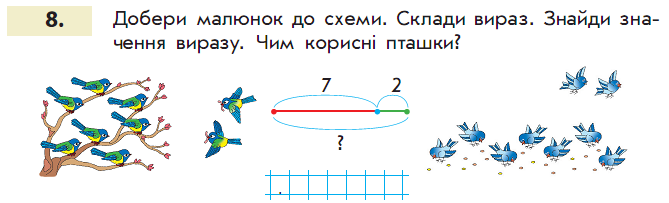 8. Добери малюнок до схеми. Склади вираз. Знайди зна-
чення виразу. Чим корисні пташки?
7 2
?